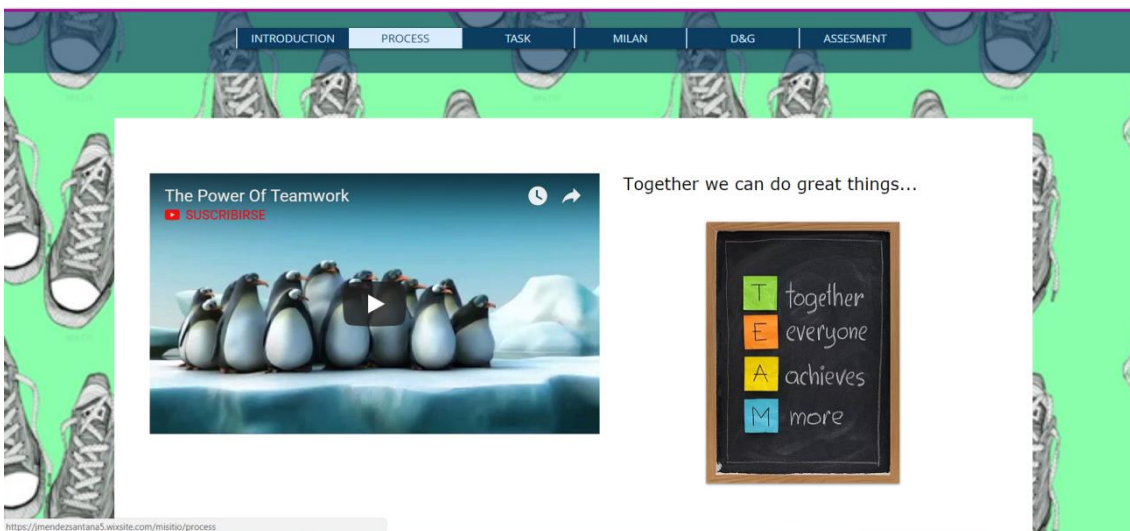 INTRODUCTION PROCESS TASK MILAN D&G ASSESMENT
The Power Of Teamwork
SUSCRIBIRSE
Together we can do great things...
T together
E everyone
A achieves
M more
https://jmendezsantana5.wixsite.com/misitio/process